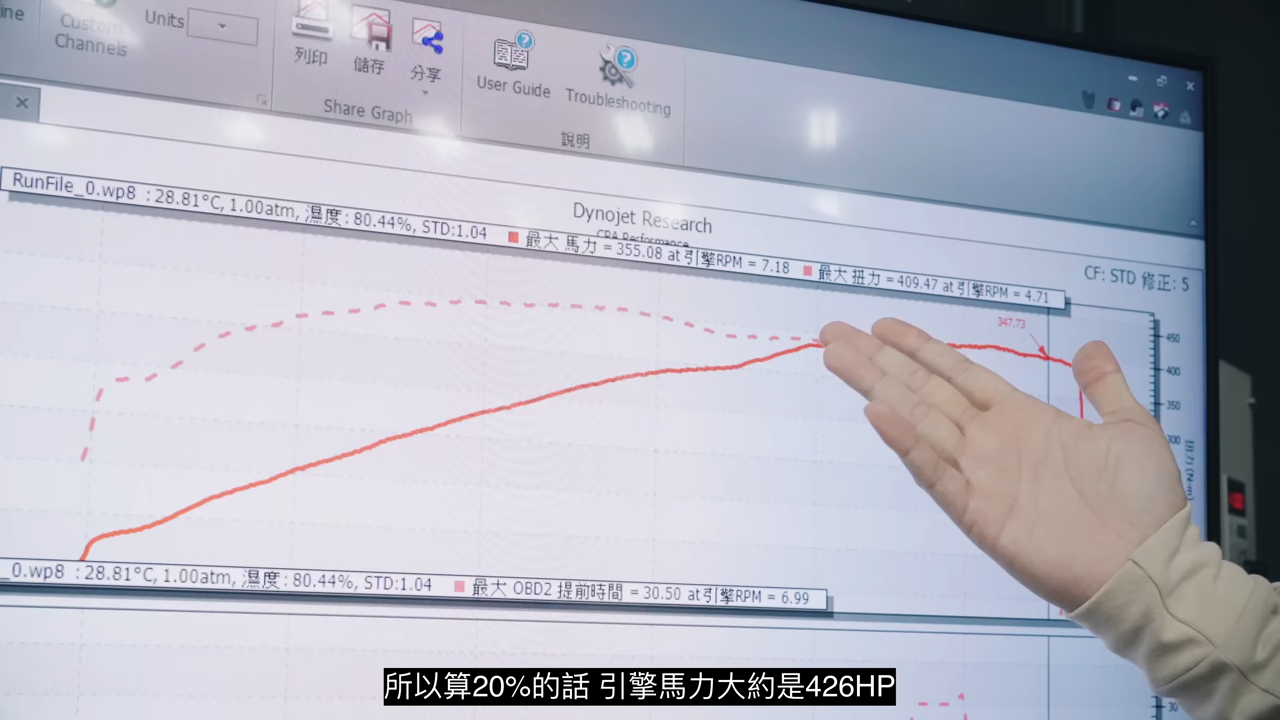 ine
Custom Channels
Units
列印
儲存
分享
Share Graph
User Guide
Troubleshooting
說明
RunFile_0.wp8 : 28.81°C, 1.00atm, 濕度: 80.44%, STD:1.04 最大 馬力 = 355.08 at 引擎RPM = 7.18 最大 扭力 = 409.47 at 引擎RPM = 4.71
Dynojet Research
CRA Performance
CF: STD 修正: 5
347.73
450
400
350
300
0.wp8 : 28.81°C, 1.00atm, 濕度: 80.44%, STD:1.04 最大 OBD2 提前時間 = 30.50 at 引擎RPM = 6.99
30
所以算20%的話 引擎馬力大約是426HP